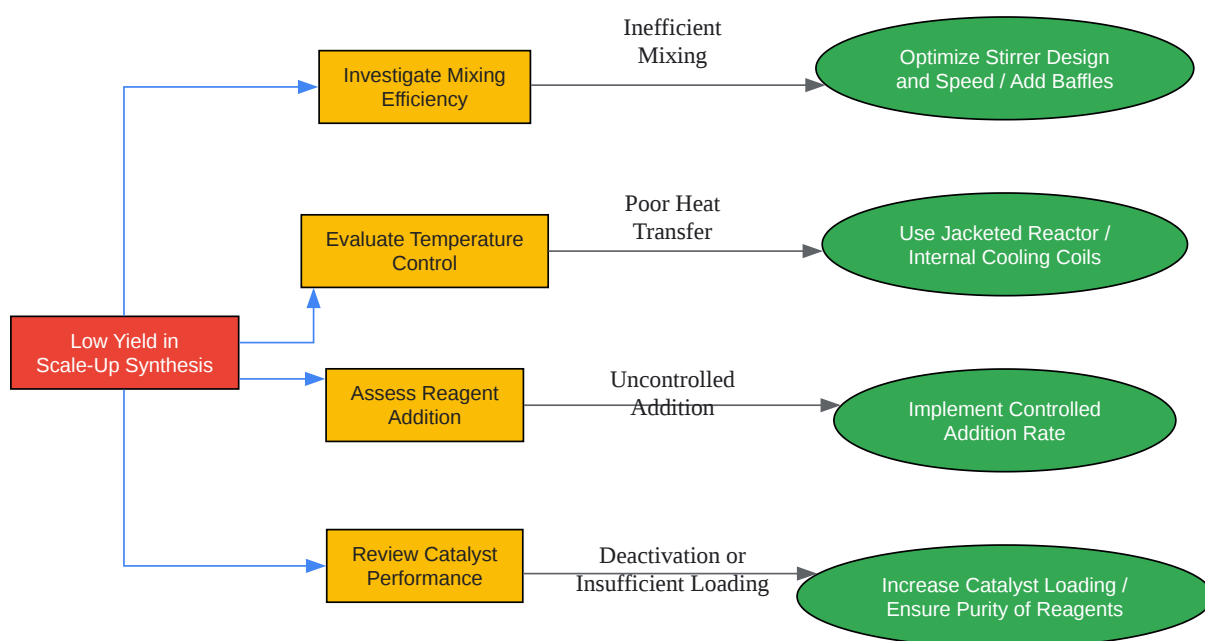 Inefficient
Mixing
Investigate Mixing
Efficiency
Optimize Stirrer Design
and Speed / Add Baffles
Poor Heat
Transfer
Evaluate Temperature
Control
Use Jacketed Reactor /
Internal Cooling Coils
Low Yield in
Scale-Up Synthesis
Uncontrolled
Addition
Assess Reagent
Addition
Implement Controlled
Addition Rate
Review Catalyst
Performance
Deactivation or
Insufficient Loading
Increase Catalyst Loading /
Ensure Purity of Reagents